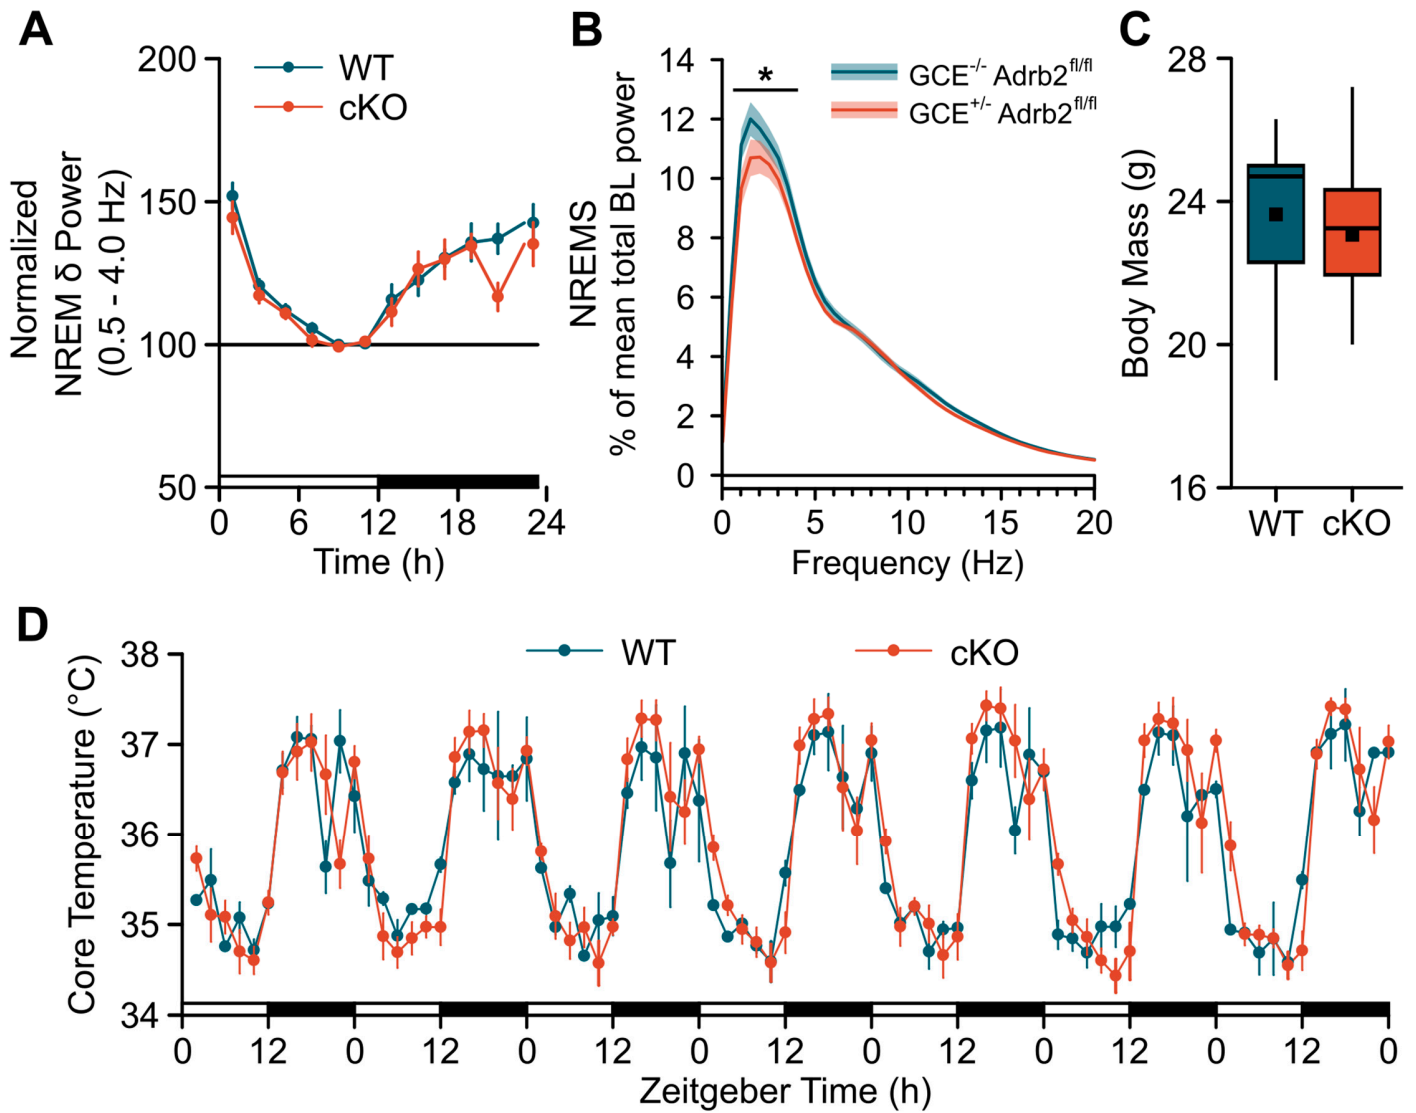 A
200
150
100
50
Normalized
NREM δ Power
(0.5 - 4.0 Hz)
WT
cKO
0 6 12 18 24
Time (h)
B
14
12
10
8
6
4
2
0
NREMS
% of mean total BL power
*
GCE-/- Adrb2fl/fl
GCE+/- Adrb2fl/fl
0 5 10 15 20
Frequency (Hz)
C
28
24
20
16
Body Mass (g)
WT cKO
D
38
37
36
35
34
Core Temperature (°C)
WT cKO
0 12 0 12 0 12 0 12 0 12 0 12 0 12 0
Zeitgeber Time (h)